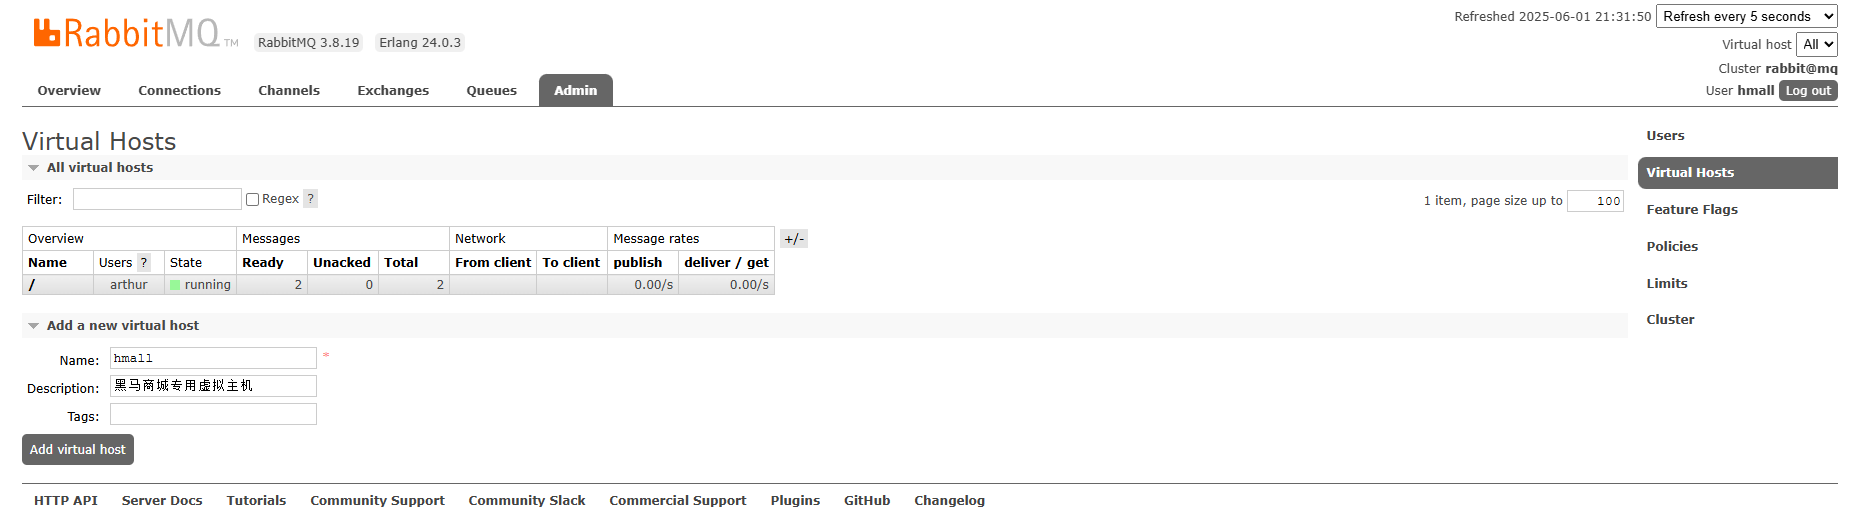 Refreshed 2025-06-01 21:31:50 Refresh every 5 seconds
RabbitMQ TM RabbitMQ 3.8.19 Erlang 24.0.3
Virtual host All
Cluster rabbit@mq
User hmall Log out
Overview Connections Channels Exchanges Queues Admin
Virtual Hosts
All virtual hosts
Filter: Regex ? 1 item, page size up to 100
Overview Messages Network Message rates +/-
Name Users ? State Ready Unacked Total From client To client publish deliver / get
/ arthur running 2 0 2 0.00/s 0.00/s
Add a new virtual host
Name: hmall *
Description: 黑马商城专用虚拟主机
Tags:
Add virtual host
Users
Virtual Hosts
Feature Flags
Policies
Limits
Cluster
HTTP API Server Docs Tutorials Community Support Community Slack Commercial Support Plugins GitHub Changelog